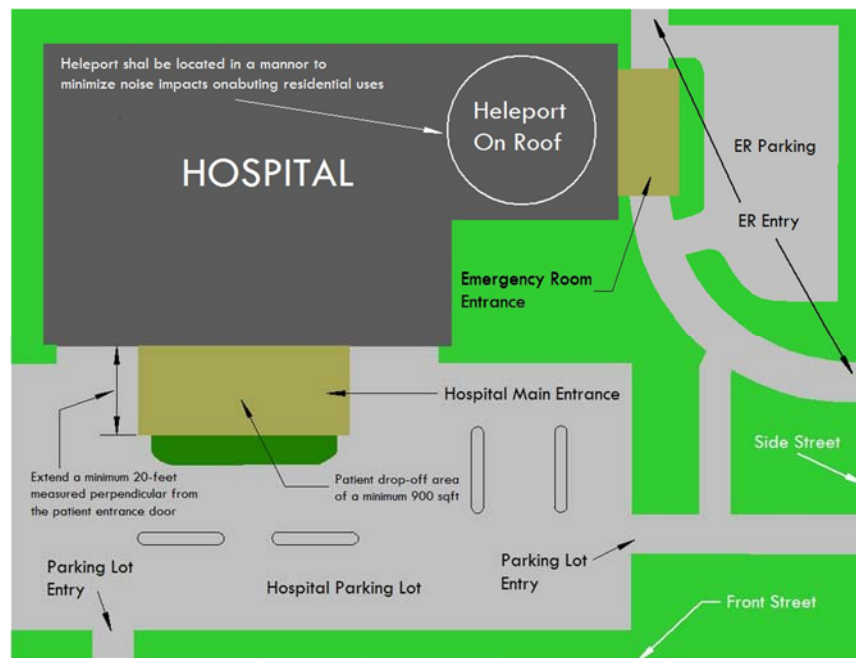 Heleport shal be located in a mannor to
minimize noise impacts onabuting residential uses
Heleport
On Roof
HOSPITAL
ER Parking
ER Entry
Emergency Room
Entrance
Hospital Main Entrance
Side Street
Extend a minimum 20-feet
measured perpendicular from
the patient entrance door
Patient drop-off area
of a minimum 900 sqft
Parking Lot
Entry
Hospital Parking Lot
Parking Lot
Entry
Front Street